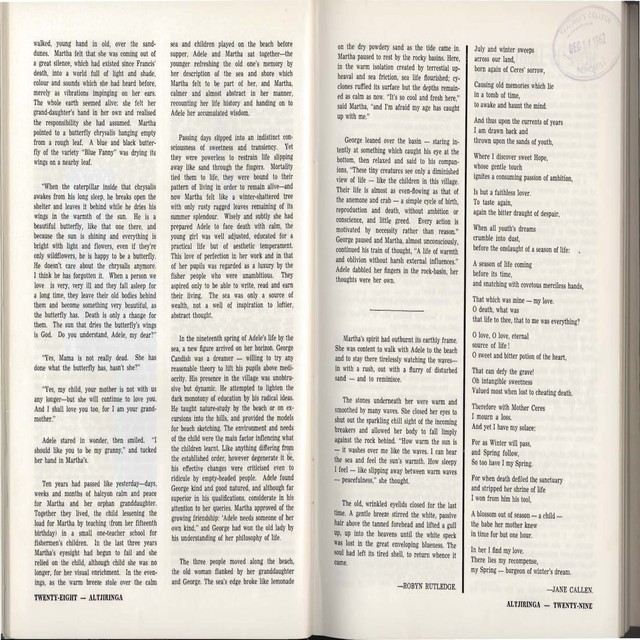 walked, young hand in old, over the sand-
dunes. Martha felt that she was coming out of
a great silence, which had existed since Francis'
death, into a world full of light and shade,
colour and sounds which she had heard before,
merely as vibrations impinging on her ears.
The whole earth seemed alive; she felt her
grand-daughter's hand in her own and realised
the responsibility she had assumed. Martha
pointed to a butterfly chrysalis hanging empty
from a rough leaf. A blue and black butter-
fly of the variety "Blue Fanny" was drying its
wings on a nearby leaf.
"When the caterpillar inside that chrysalis
awakes from his long sleep, he breaks open the
shelter and leaves it behind while he dries his
wings in the warmth of the sun. He is a
beautiful butterfly, like that one there, and
because the sun is shining and everything is
bright with light and flowers, even if they're
only wildflowers, he is happy to be a butterfly.
He doesn't care about the chrysalis anymore.
I think he has forgotten it. When a person we
love is very, very ill and they fall asleep for
a long time, they leave their old bodies behind
them and become something very beautiful, as
the butterfly has. Death is only a change for
them. The sun that dries the butterfly's wings
is God. Do you understand, Adele, my dear?"
"Yes, Mama is not really dead. She has
done what the butterfly has, hasn't she?"
"Yes, my child, your mother is not with us
any longer—but she will continue to love you.
And I shall love you too, for I am your grand-
mother."
Adele stared in wonder, then smiled. "I
should like you to be my granny," and tucked
her hand in Martha's.
Ten years had passed like yesterday—days,
weeks and months of halcyon calm and peace
for Martha and her orphan granddaughter.
Together they lived, the child lessening the
load for Martha by teaching (from her fifteenth
birthday) in a small one-teacher school for
fishermen's children. In the last three years
Martha's eyesight had begun to fail and she
relied on the child, although child she was no
longer, for her visual enrichment. In the even-
ings, as the warm breeze stole over the calm
TWENTY-EIGHT — ALTJIRINGA
sea and children played on the beach before
supper, Adele and Martha sat together—the
younger refreshing the old one's memory by
her description of the sea and shore which
Martha felt to be part of her, and Martha,
calmer and almost abstract in her manner,
recounting her life history and handing on to
Adele her accumulated wisdom.
Passing days slipped into an indistinct con-
sciousness of sweetness and transiency. Yet
they were powerless to restrain life slipping
away like sand through the fingers. Mortality
tied them to life, they were bound to their
pattern of living in order to remain alive—and
now Martha felt like a winter-shattered tree
with only rusty ragged leaves remaining of its
summer splendour. Wisely and subtly she had
prepared Adele to face death with calm, the
young girl was well adjusted, educated for a
practical life but of aesthetic temperament.
This love of perfection in her work and in that
of her pupils was regarded as a luxury by the
fisher people who were unambitious. They
aspired only to be able to write, read and earn
their living. The sea was only a source of
wealth, not a well of inspiration to loftier,
abstract thought.
In the nineteenth spring of Adele's life by the
sea, a new figure arrived on her horizon. George
Candish was a dreamer — willing to try any
reasonable theory to lift his pupils above medi-
ocrity. His presence in the village was unobtru-
sive but dynamic. He attempted to lighten the
dark monotony of education by his radical ideas.
He taught nature-study by the beach or on ex-
cursions into the hills, and provided the models
for beach sketching. The environment and needs
of the child were the main factor influencing what
the children learnt. Like anything differing from
the established order, however degenerate it be,
his effective changes were criticised even to
ridicule by empty-headed people. Adele found
George kind and good natured, and although far
superior in his qualifications, considerate in his
attention to her queries. Martha approved of the
growing friendship: "Adele needs someone of her
own kind," and George had won the old lady by
his understanding of her philosophy of life.
The three people moved along the beach,
the old woman flanked by her granddaughter
and George. The sea's edge broke like lemonade
on the dry powdery sand as the tide came in.
Martha paused to rest by the rocky basins. Here,
in the warm isolation created by terrestial up-
heaval and sea friction, sea life flourished; cy-
clones ruffled its surface but the depths remain-
ed as calm as now. "It's so cool and fresh here,"
said Martha, "and I'm afraid my age has caught
up with me."
George leaned over the basin — staring in-
tently at something which caught his eye at the
bottom, then relaxed and said to his compan-
ions, "These tiny creatures see only a diminished
view of life — like the children in this village.
Their life is almost as even-flowing as that of
the anemone and crab — a simple cycle of birth,
reproduction and death, without ambition or
conscience, and little greed. Every action is
motivated by necessity rather than reason."
George paused and Martha, almost unconsciously,
continued his train of thought, "A life of warmth
and oblivion without harsh external influences."
Adele dabbled her fingers in the rock-basin, her
thoughts were her own.
Martha's spirit had outburnt its earthly frame.
She was content to walk with Adele to the beach
and to stay there tirelessly watching the waves—
in with a rush, out with a flurry of disturbed
sand — and to reminisce.
The stones underneath her were warm and
smoothed by many waves. She closed her eyes to
shut out the sparkling chill sight of the incoming
breakers and allowed her body to fall limply
against the rock behind. "How warm the sun is
— it washes over me like the waves. I can hear
the sea and feel the sun's warmth. How sleepy
I feel — like slipping away between warm waves
— peacefulness," she thought.
The old, wrinkled eyelids closed for the last
time. A gentle breeze stirred the white, passive
hair above the tanned forehead and lifted a gull
up, up into the heavens until the white speck
was lost in the great enveloping blueness. The
soul had left its tired shell, to return whence it
came.
—ROBYN RUTLEDGE.
July and winter sweeps
across our land,
born again of Ceres' sorrow,
Causing old memories which lie
in a tomb of time,
to awake and haunt the mind.
And thus upon the currents of years
I am drawn back and
thrown upon the sands of youth,
Where I discover sweet Hope,
whose gentle touch
ignites a consuming passion of ambition,
Is but a faithless lover.
To taste again,
again the bitter draught of despair,
When all youth's dreams
crumble into dust,
before the onslaught of a season of life:
A season of life coming
before its time,
and snatching with covetous merciless hands,
That which was mine — my love.
O death, what was
that life to thee, that to me was everything?
O love, O love, eternal
source of life!
O sweet and bitter potion of the heart,
That can defy the grave!
Oh intangible sweetness
Valued most when lost to cheating death.
Therefore with Mother Ceres
I mourn a loss.
And yet I have my solace;
For as Winter will pass,
and Spring follow,
So too have I my Spring.
For when death defiled the sanctuary
and stripped her shrine of life
I won from him his tool,
A blossom out of season — a child —
the babe her mother knew
in time for but one hour.
In her I find my love.
There lies my recompense,
my Spring — burgeon of winter's dream.
—JANE CALLEN.
ALTJIRINGA — TWENTY-NINE